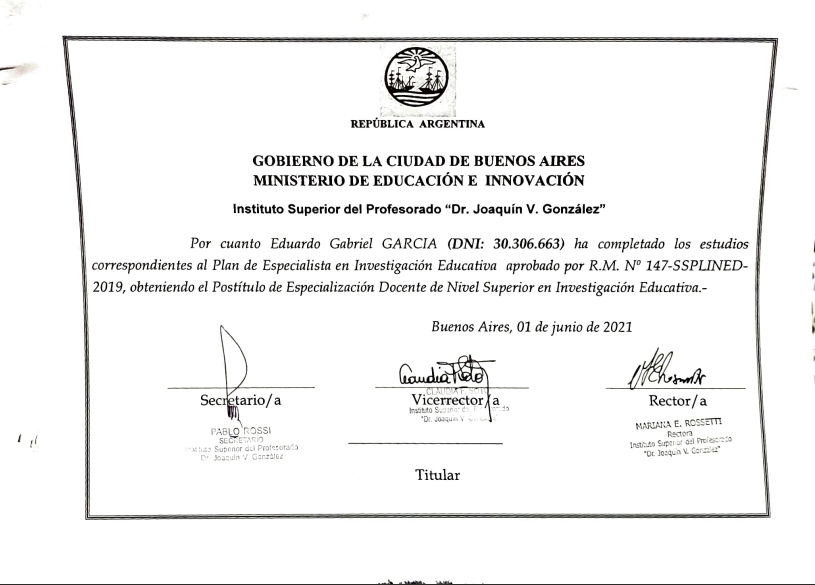 REPÚBLICA ARGENTINA
GOBIERNO DE LA CIUDAD DE BUENOS AIRES
MINISTERIO DE EDUCACIÓN E INNOVACIÓN
Instituto Superior del Profesorado “Dr. Joaquín V. González”
Por cuanto Eduardo Gabriel GARCIA (DNI: 30.306.663) ha completado los estudios
correspondientes al Plan de Especialista en Investigación Educativa aprobado por R.M. Nº 147-SSPLINED-
2019, obteniendo el Postítulo de Especialización Docente de Nivel Superior en Investigación Educativa.-
Buenos Aires, 01 de junio de 2021
Secretario/a
PABLO ROSSI
SECRETARIO
Instituto Superior del Profesorado
Dr. Joaquín V. González
Claudia Soto
CLAUDIA F. SOTO
Vicerrector/a
Instituto Superior del Profesorado
"Dr. Joaquín V. González"
Rector/a
MARIANA E. ROSSETTI
Rectora
Instituto Superior del Profesorado
"Dr. Joaquín V. González"
Titular